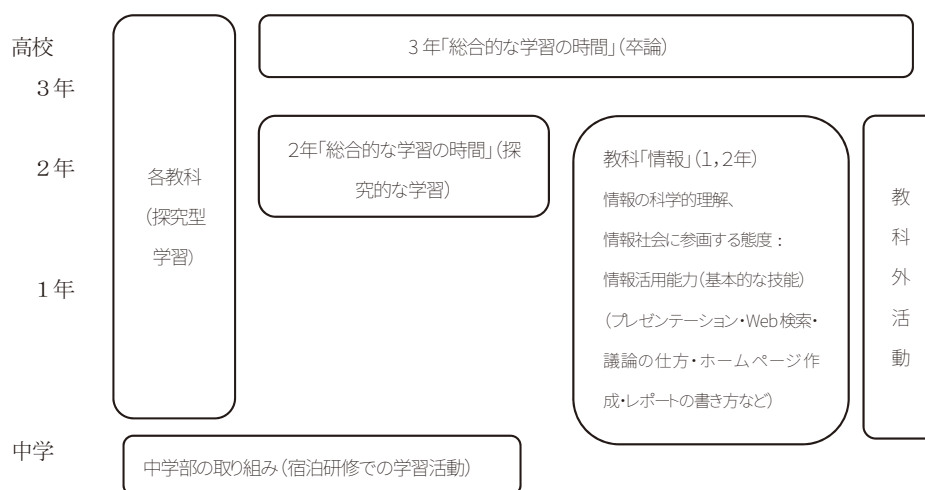 高校
3年
2年
1年
中学
各教科
(探究型
学習)
3年「総合的な学習の時間」(卒論)
2年「総合的な学習の時間」(探
究的な学習)
教科「情報」(1,2年)
情報の科学的理解、
情報社会に参画する態度:
情報活用能力(基本的な技能)
(プレゼンテーション・Web検索・
議論の仕方・ホームページ作
成・レポートの書き方など)
教科外活動
中学部の取り組み(宿泊研修での学習活動)